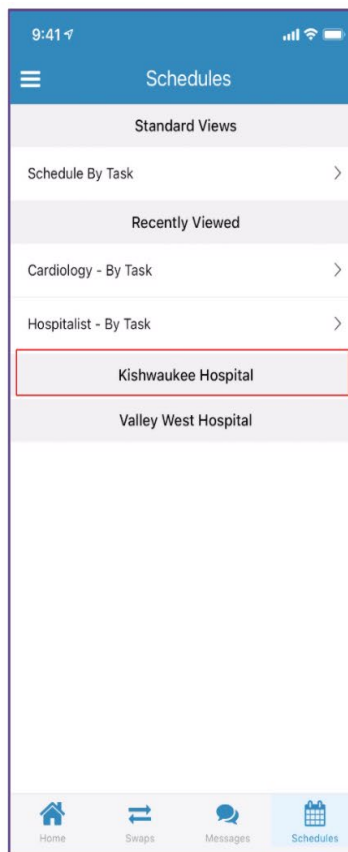 9:41
Schedules
Standard Views
Schedule By Task
Recently Viewed
Cardiology - By Task
Hospitalist - By Task
Kishwaukee Hospital
Valley West Hospital
Home Swaps Messages Schedules